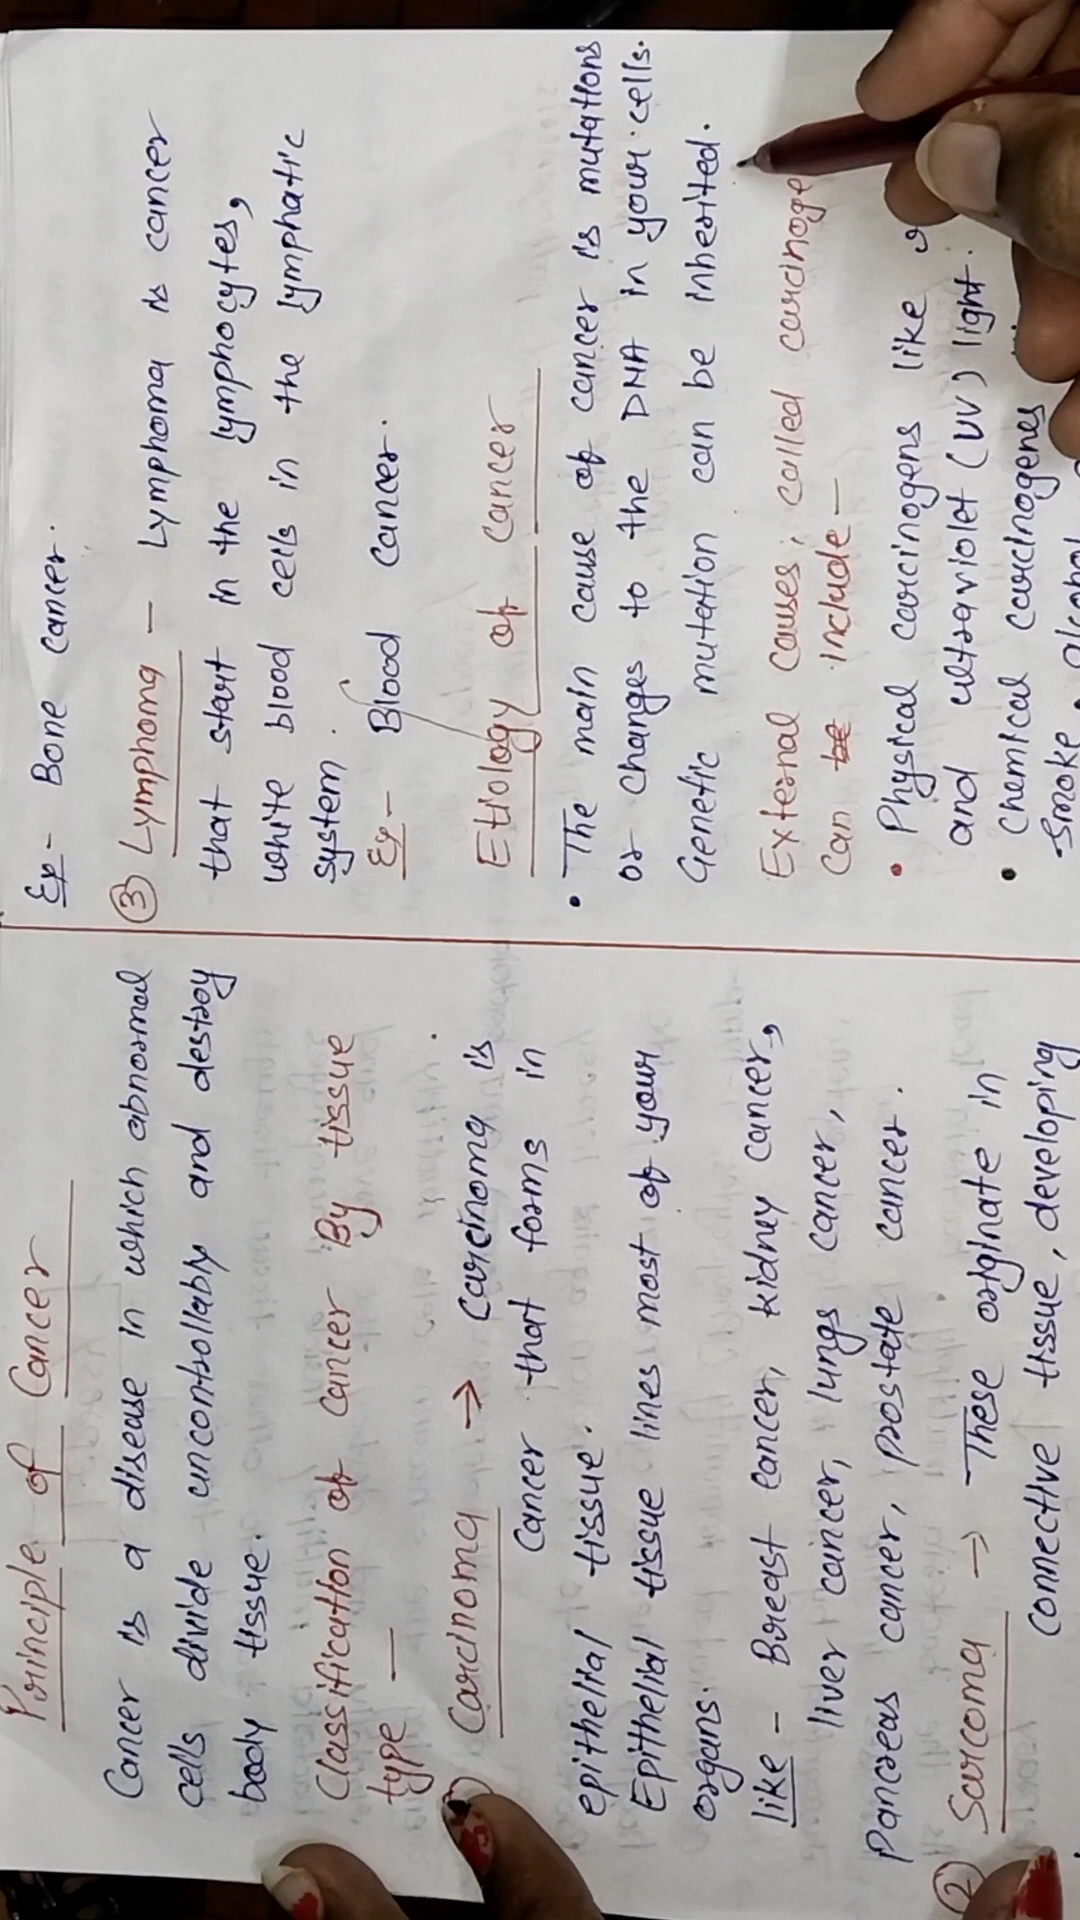 Principle of Cancer
Cancer is a disease in which abnormal
cells divide uncontrollably and destroy
body tissue.
Classification of cancer By tissue
type —
Carcinoma → Carcinoma is
cancer that forms in
epithelial tissue.
Epithelial tissue lines most of your
organs.
like - Breast cancer, kidney cancer,
liver cancer, lungs cancer,
Pancreas cancer, prostate cancer.
② Sarcoma → These originate in
connective tissue, developing
Ex - Bone cancer.
③ Lymphoma - Lymphoma is cancer
that start in the lymphocytes,
white blood cells in the lymphatic
system.
Ex - Blood cancer.
Etiology of cancer
• The main cause of cancer is mutations
or changes to the DNA in your cells.
Genetic mutation can be inherited.
External causes, called carcinoge
can be include —
• Physical carcinogens like
and ultraviolet (UV) light.
• Chemical carcinogenes
smoke, alcohol